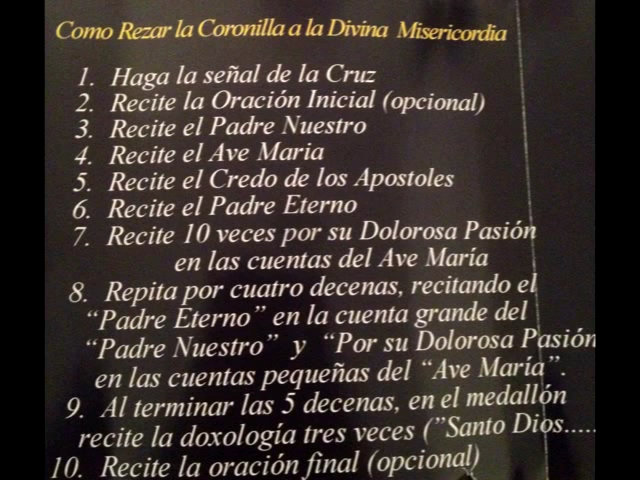 Como Rezar la Coronilla a la Divina Misericordia
1. Haga la señal de la Cruz
2. Recite la Oración Inicial (opcional)
3. Recite el Padre Nuestro
4. Recite el Ave Maria
5. Recite el Credo de los Apostoles
6. Recite el Padre Eterno
7. Recite 10 veces por su Dolorosa Pasión
en las cuentas del Ave María
8. Repita por cuatro decenas, recitando el
“Padre Eterno” en la cuenta grande del
“Padre Nuestro” y “Por su Dolorosa Pasión
en las cuentas pequeñas del “Ave María”.
9. Al terminar las 5 decenas, en el medallón
recite la doxología tres veces (”Santo Dios.....
10. Recite la oración final (opcional)